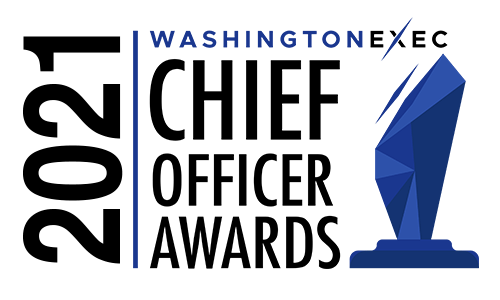 2021
WASHINGTONEXEC
CHIEF
OFFICER
AWARDS